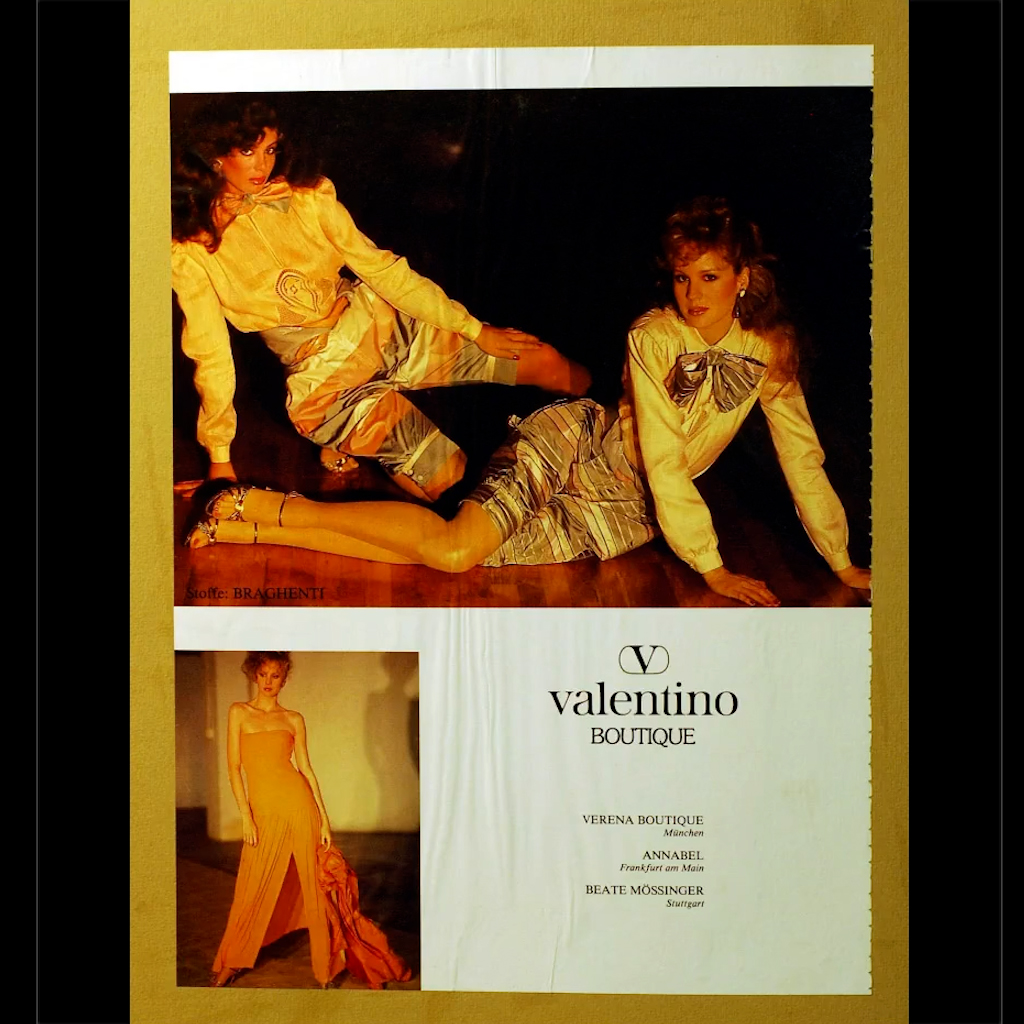 Stoffe: BRAGHENTI
V
valentino
BOUTIQUE
VERENA BOUTIQUE
München
ANNABEL
Frankfurt am Main
BEATE MÖSSINGER
Stuttgart